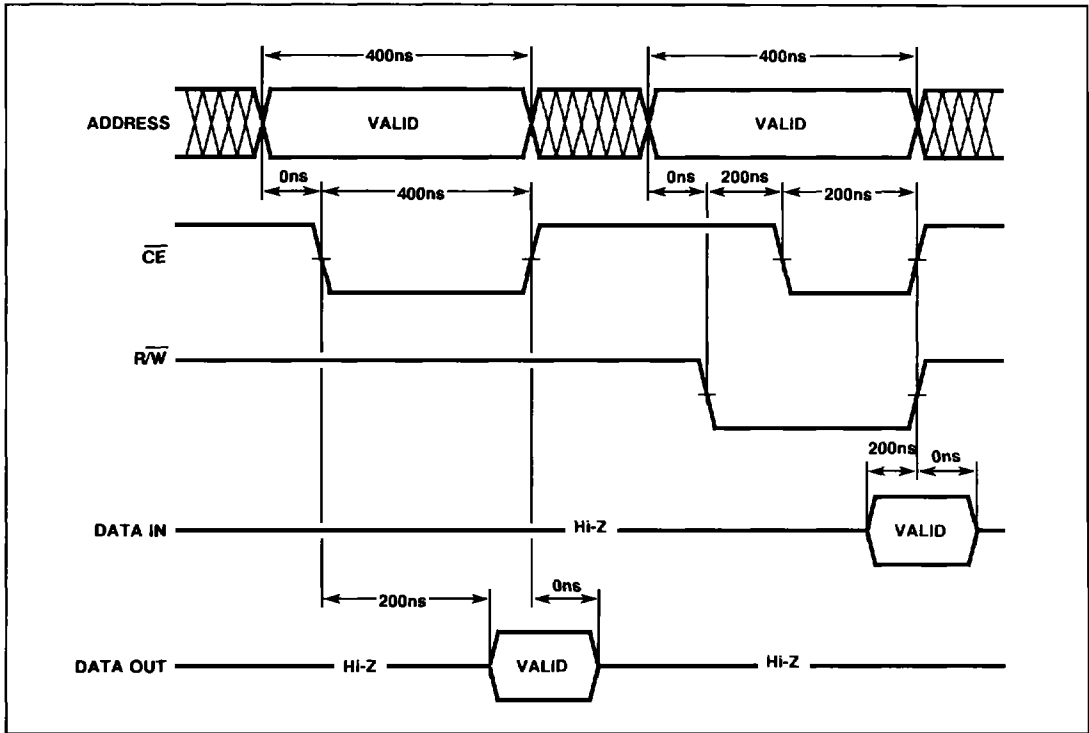 400ns 400ns
ADDRESS VALID VALID
0ns 400ns 0ns 200ns 200ns
C̅E̅
R/W̅
200ns 0ns
DATA IN Hi-Z VALID
200ns 0ns
DATA OUT Hi-Z VALID Hi-Z